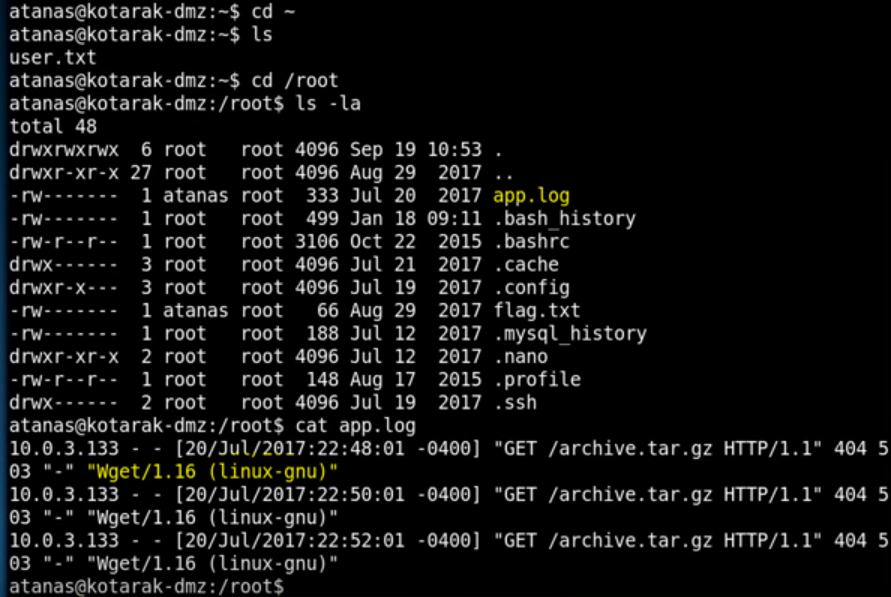 atanas@kotarak-dmz:~$ cd ~
atanas@kotarak-dmz:~$ ls
user.txt
atanas@kotarak-dmz:~$ cd /root
atanas@kotarak-dmz:/root$ ls -la
total 48
drwxrwxrwx  6 root   root 4096 Sep 19 10:53 .
drwxr-xr-x 27 root   root 4096 Aug 29  2017 ..
-rw-------  1 atanas root  333 Jul 20  2017 app.log
-rw-------  1 root   root  499 Jan 18 09:11 .bash_history
-rw-r--r--  1 root   root 3106 Oct 22  2015 .bashrc
drwx------  3 root   root 4096 Jul 21  2017 .cache
drwxr-x---  3 root   root 4096 Jul 19  2017 .config
-rw-------  1 atanas root   66 Aug 29  2017 flag.txt
-rw-------  1 root   root  188 Jul 12  2017 .mysql_history
drwxr-xr-x  2 root   root 4096 Jul 12  2017 .nano
-rw-r--r--  1 root   root  148 Aug 17  2015 .profile
drwx------  2 root   root 4096 Jul 19  2017 .ssh
atanas@kotarak-dmz:/root$ cat app.log
10.0.3.133 - - [20/Jul/2017:22:48:01 -0400] "GET /archive.tar.gz HTTP/1.1" 404 5
03 "-" "Wget/1.16 (linux-gnu)"
10.0.3.133 - - [20/Jul/2017:22:50:01 -0400] "GET /archive.tar.gz HTTP/1.1" 404 5
03 "-" "Wget/1.16 (linux-gnu)"
10.0.3.133 - - [20/Jul/2017:22:52:01 -0400] "GET /archive.tar.gz HTTP/1.1" 404 5
03 "-" "Wget/1.16 (linux-gnu)"
atanas@kotarak-dmz:/root$